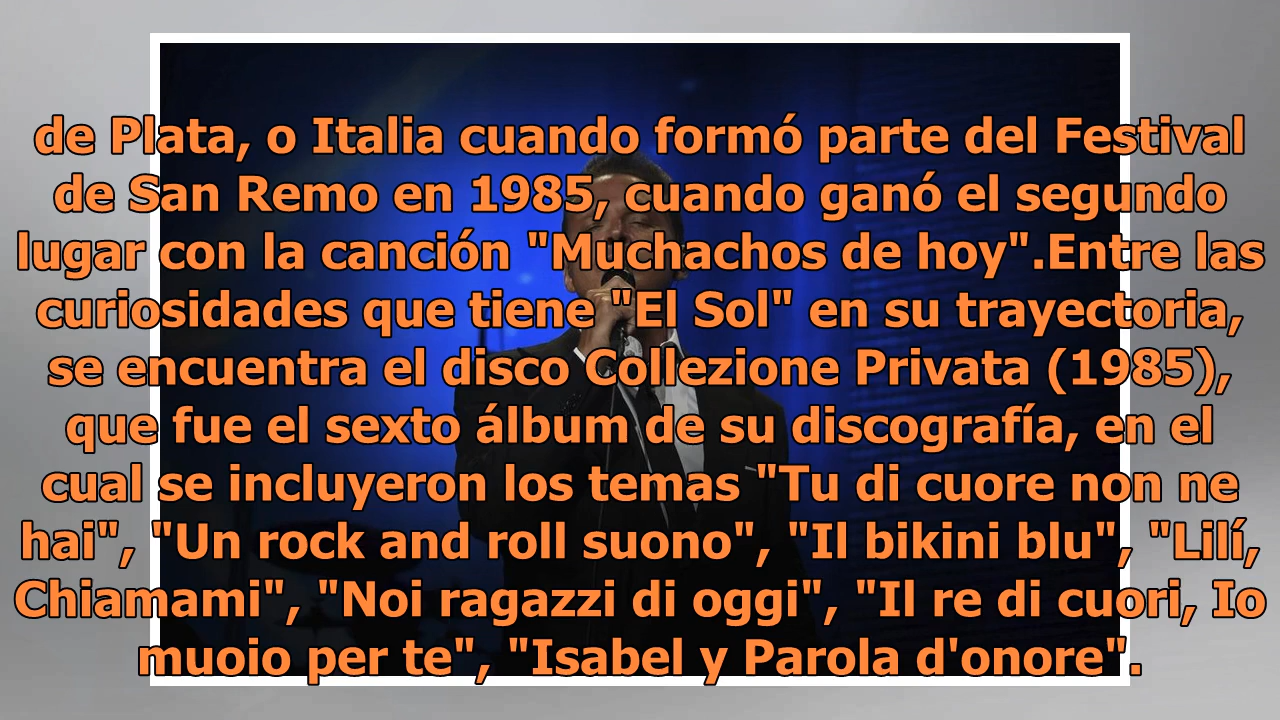 de Plata, o Italia cuando formó parte del Festival
de San Remo en 1985, cuando ganó el segundo
lugar con la canción "Muchachos de hoy".Entre las
curiosidades que tiene "El Sol" en su trayectoria,
se encuentra el disco Collezione Privata (1985),
que fue el sexto álbum de su discografía, en el
cual se incluyeron los temas "Tu di cuore non ne
hai", "Un rock and roll suono", "Il bikini blu", "Lilí,
Chiamami", "Noi ragazzi di oggi", "Il re di cuori, Io
muoio per te", "Isabel y Parola d'onore".